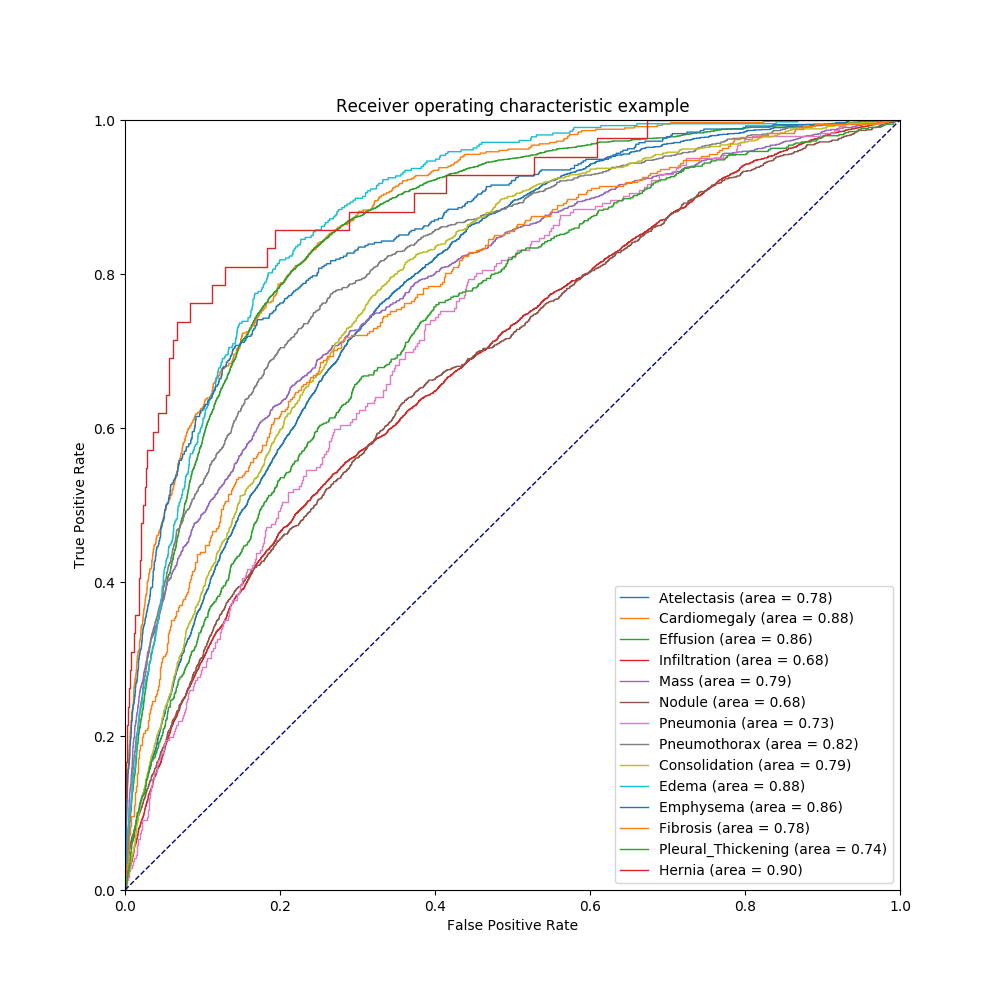 Receiver operating characteristic example
True Positive Rate
1.0
0.8
0.6
0.4
0.2
0.0
Atelectasis (area = 0.78)
Cardiomegaly (area = 0.88)
Effusion (area = 0.86)
Infiltration (area = 0.68)
Mass (area = 0.79)
Nodule (area = 0.68)
Pneumonia (area = 0.73)
Pneumothorax (area = 0.82)
Consolidation (area = 0.79)
Edema (area = 0.88)
Emphysema (area = 0.86)
Fibrosis (area = 0.78)
Pleural_Thickening (area = 0.74)
Hernia (area = 0.90)
0.0 0.2 0.4 0.6 0.8 1.0
False Positive Rate